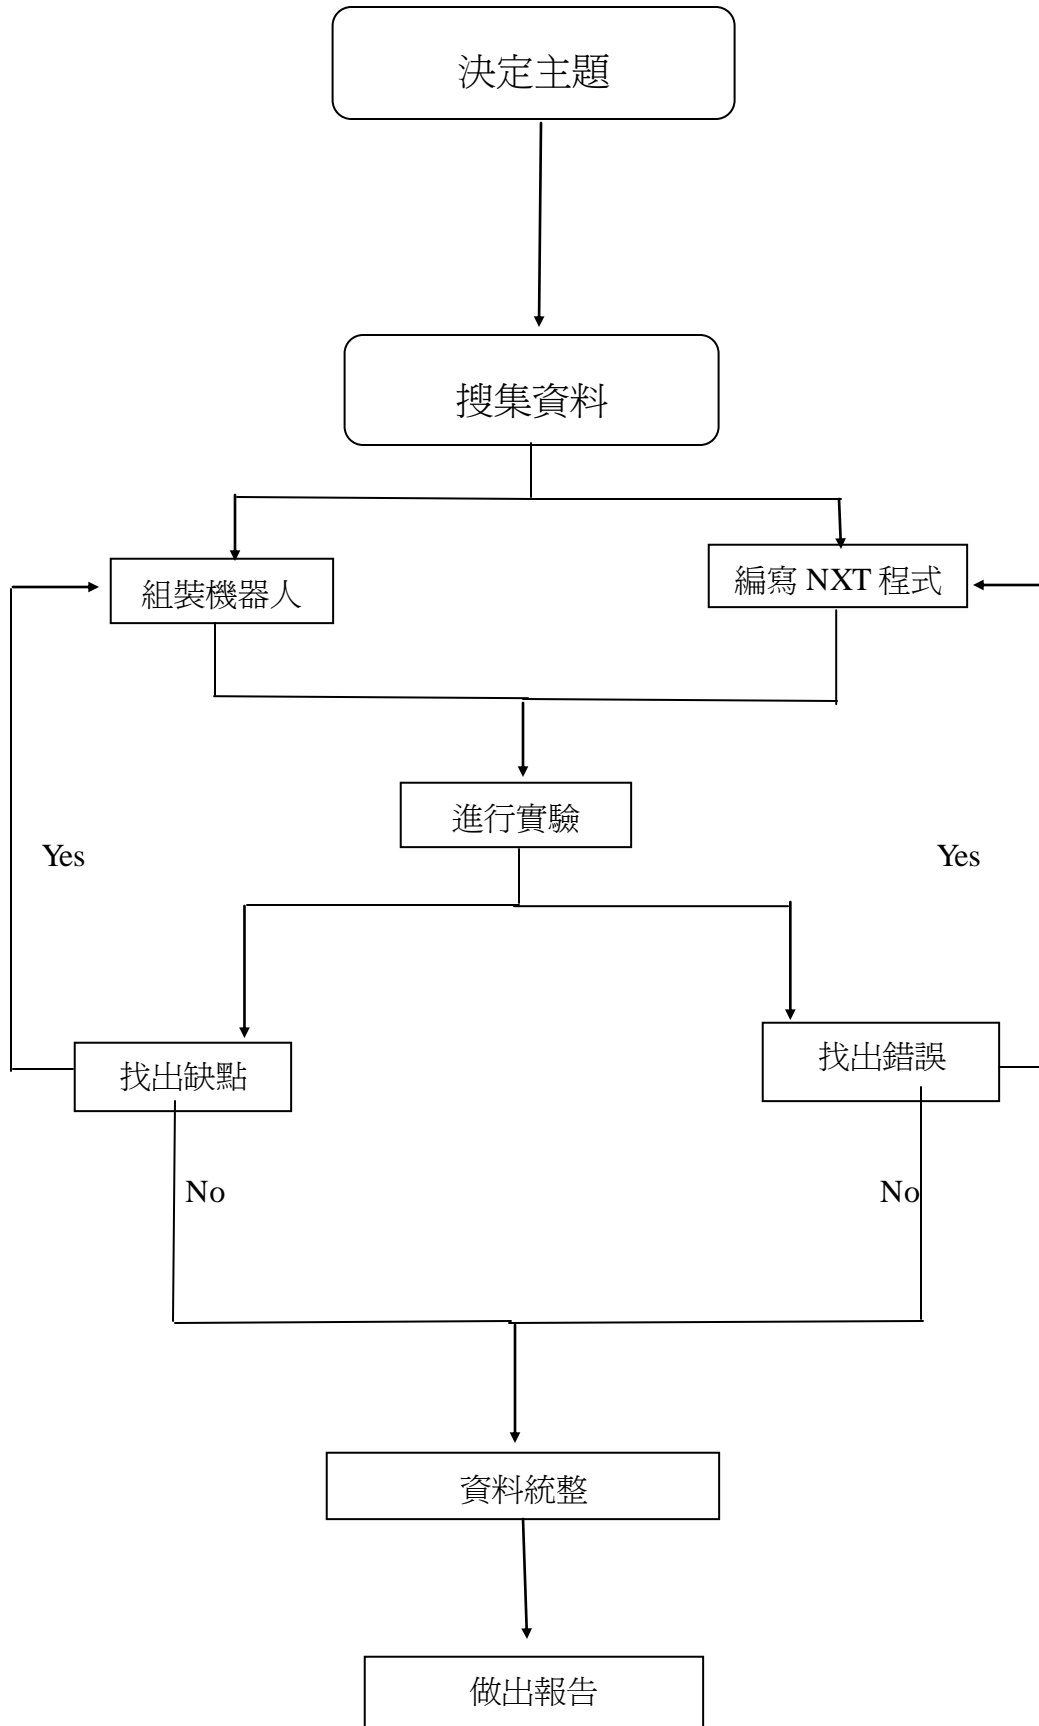 決定主題
搜集資料
組裝機器人
編寫 NXT 程式
進行實驗
Yes
Yes
找出缺點
找出錯誤
No
No
資料統整
做出報告